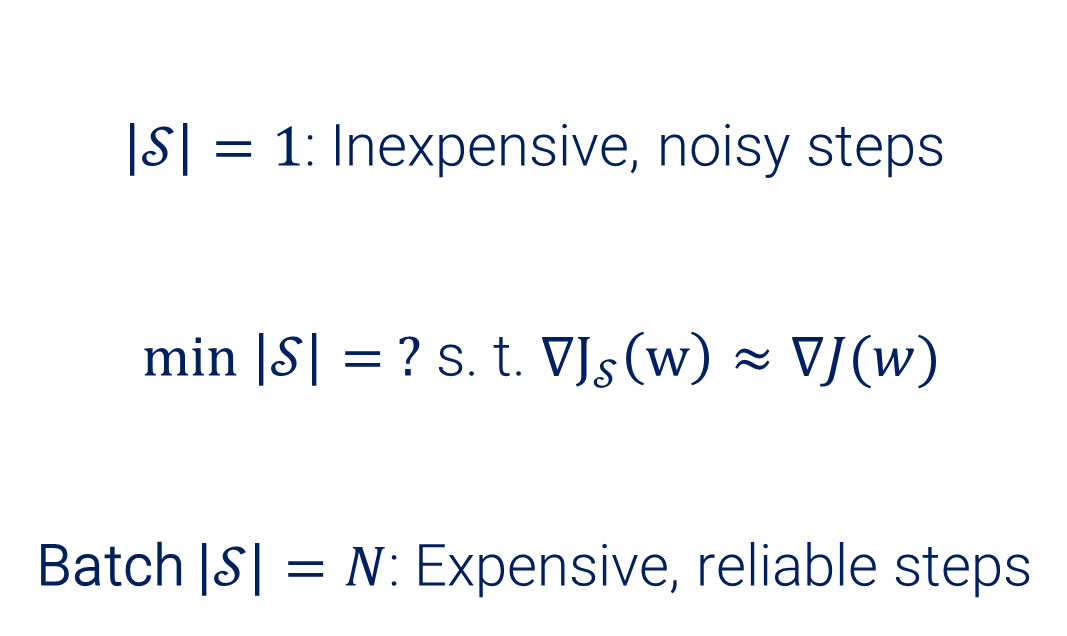 |𝒮| = 1: Inexpensive, noisy steps
min |𝒮| = ? s. t. ∇J𝒮(w) ≈ ∇J(w)
Batch |𝒮| = N: Expensive, reliable steps